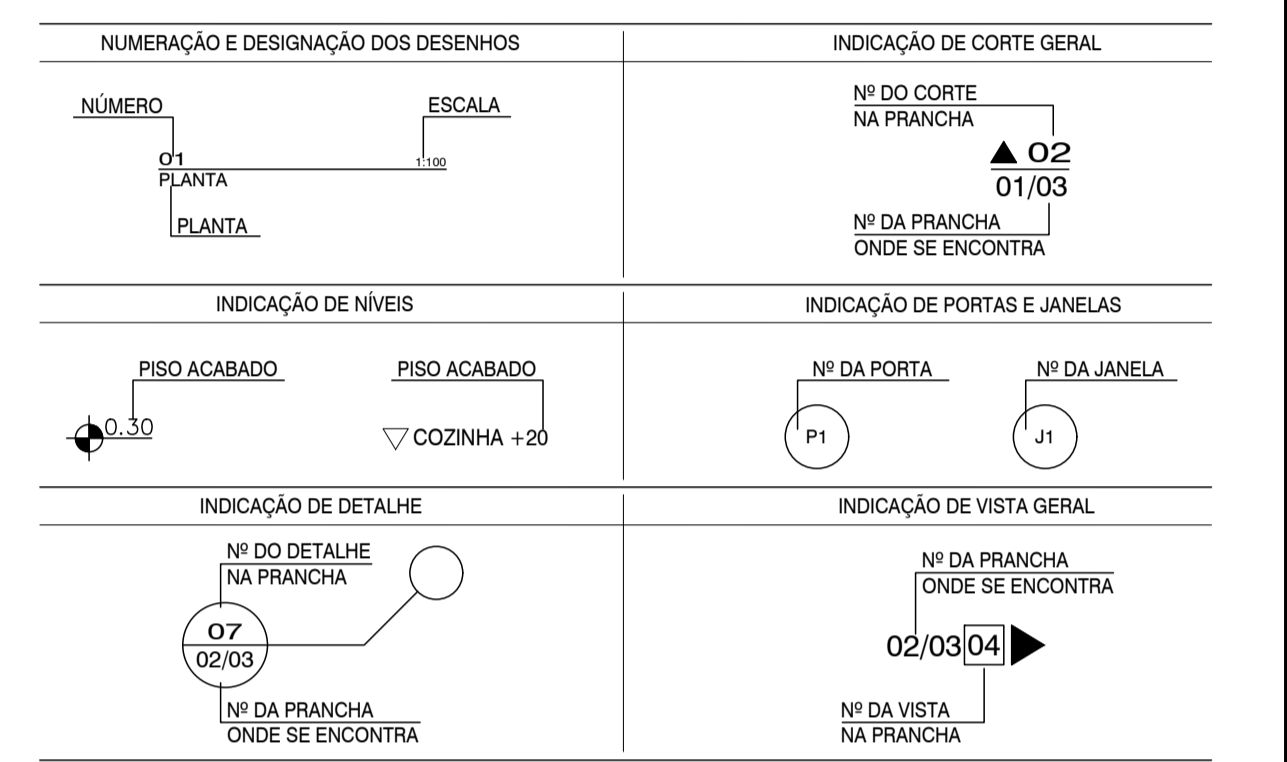 NUMERAÇÃO E DESIGNAÇÃO DOS DESENHOS
NÚMERO
ESCALA
01
1:100
PLANTA
PLANTA
INDICAÇÃO DE CORTE GERAL
Nº DO CORTE
NA PRANCHA
02
01/03
Nº DA PRANCHA
ONDE SE ENCONTRA
INDICAÇÃO DE NÍVEIS
PISO ACABADO
PISO ACABADO
0.30
COZINHA +20
INDICAÇÃO DE PORTAS E JANELAS
Nº DA PORTA
Nº DA JANELA
P1
J1
INDICAÇÃO DE DETALHE
Nº DO DETALHE
NA PRANCHA
07
02/03
Nº DA PRANCHA
ONDE SE ENCONTRA
INDICAÇÃO DE VISTA GERAL
Nº DA PRANCHA
ONDE SE ENCONTRA
02/03 04
Nº DA VISTA
NA PRANCHA